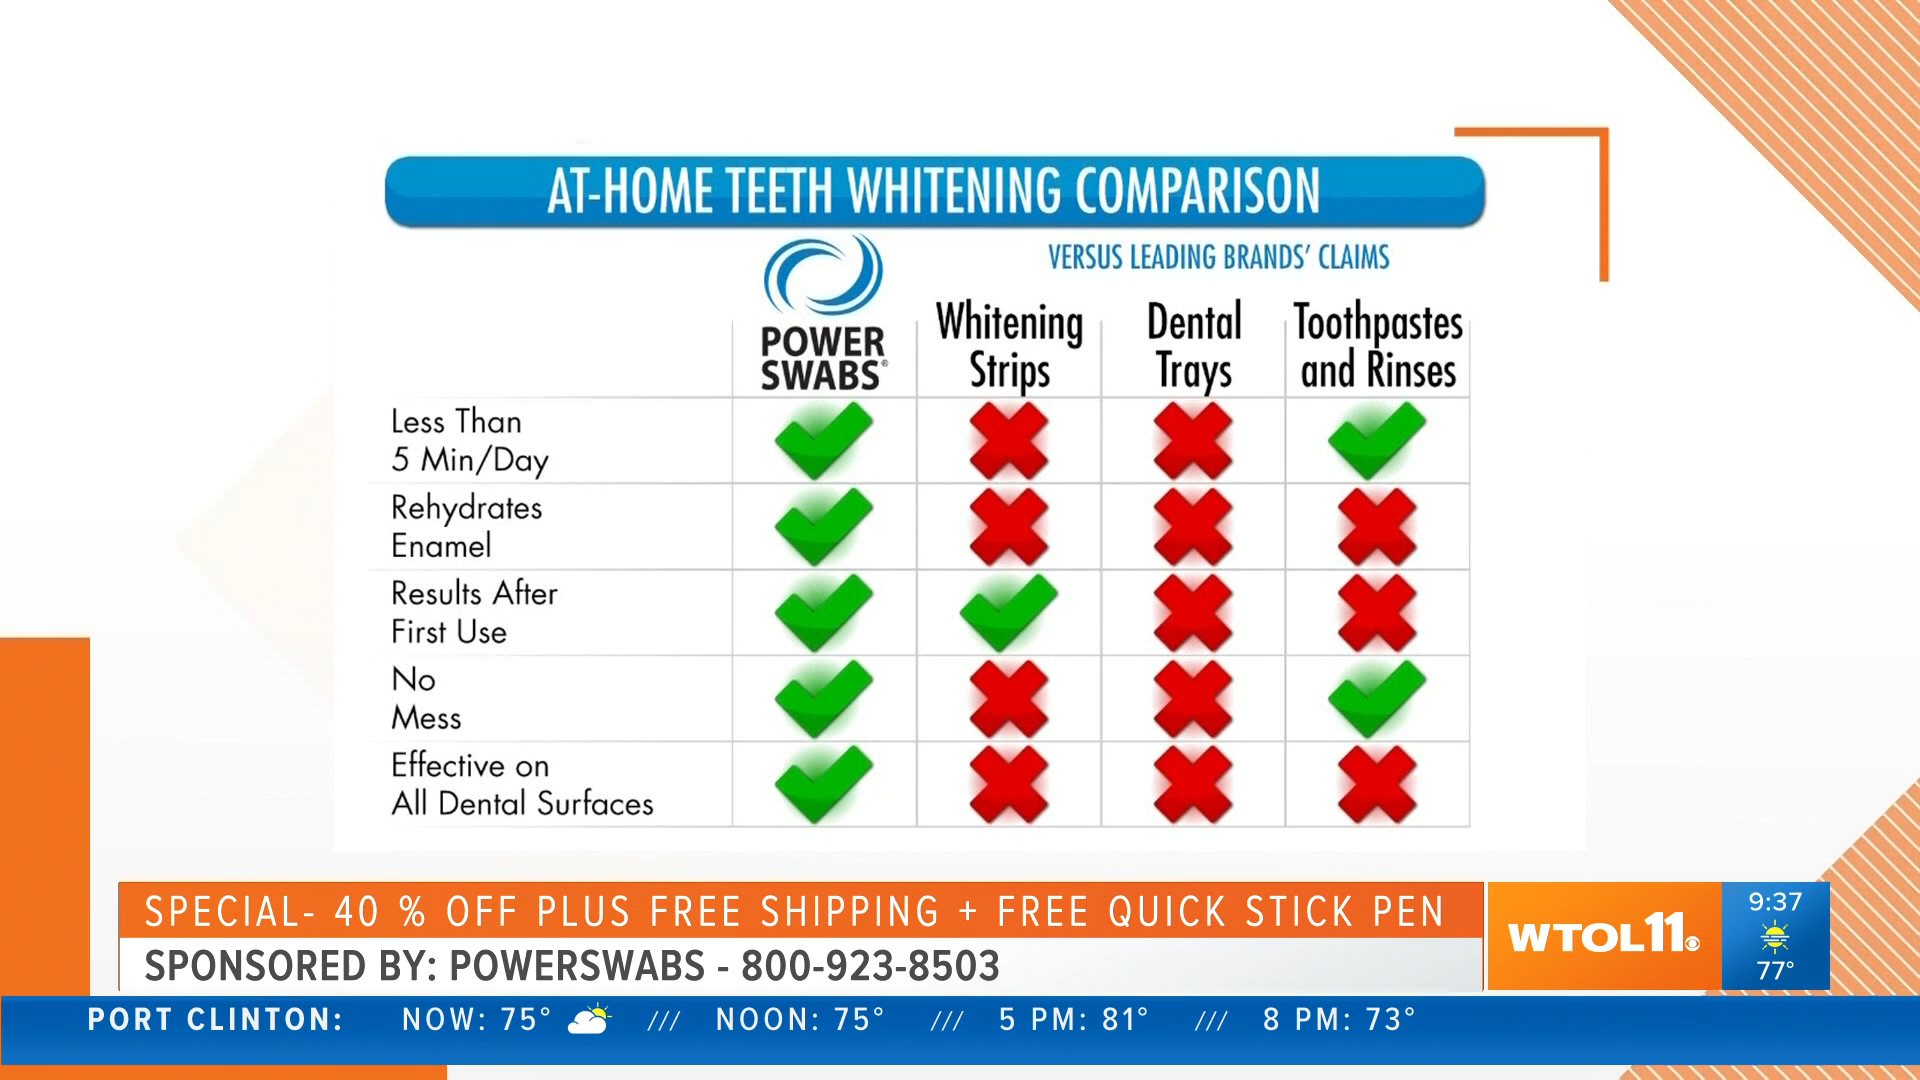 AT-HOME TEETH WHITENING COMPARISON
VERSUS LEADING BRANDS' CLAIMS
POWER
SWABS®
Whitening
Strips
Dental
Trays
Toothpastes
and Rinses
Less Than
5 Min/Day
Rehydrates
Enamel
Results After
First Use
No
Mess
Effective on
All Dental Surfaces
SPECIAL- 40 % OFF PLUS FREE SHIPPING + FREE QUICK STICK PEN
SPONSORED BY: POWERSWABS - 800-923-8503
WTOL11
9:37
77°
PORT CLINTON: NOW: 75° /// NOON: 75° /// 5 PM: 81° /// 8 PM: 73°